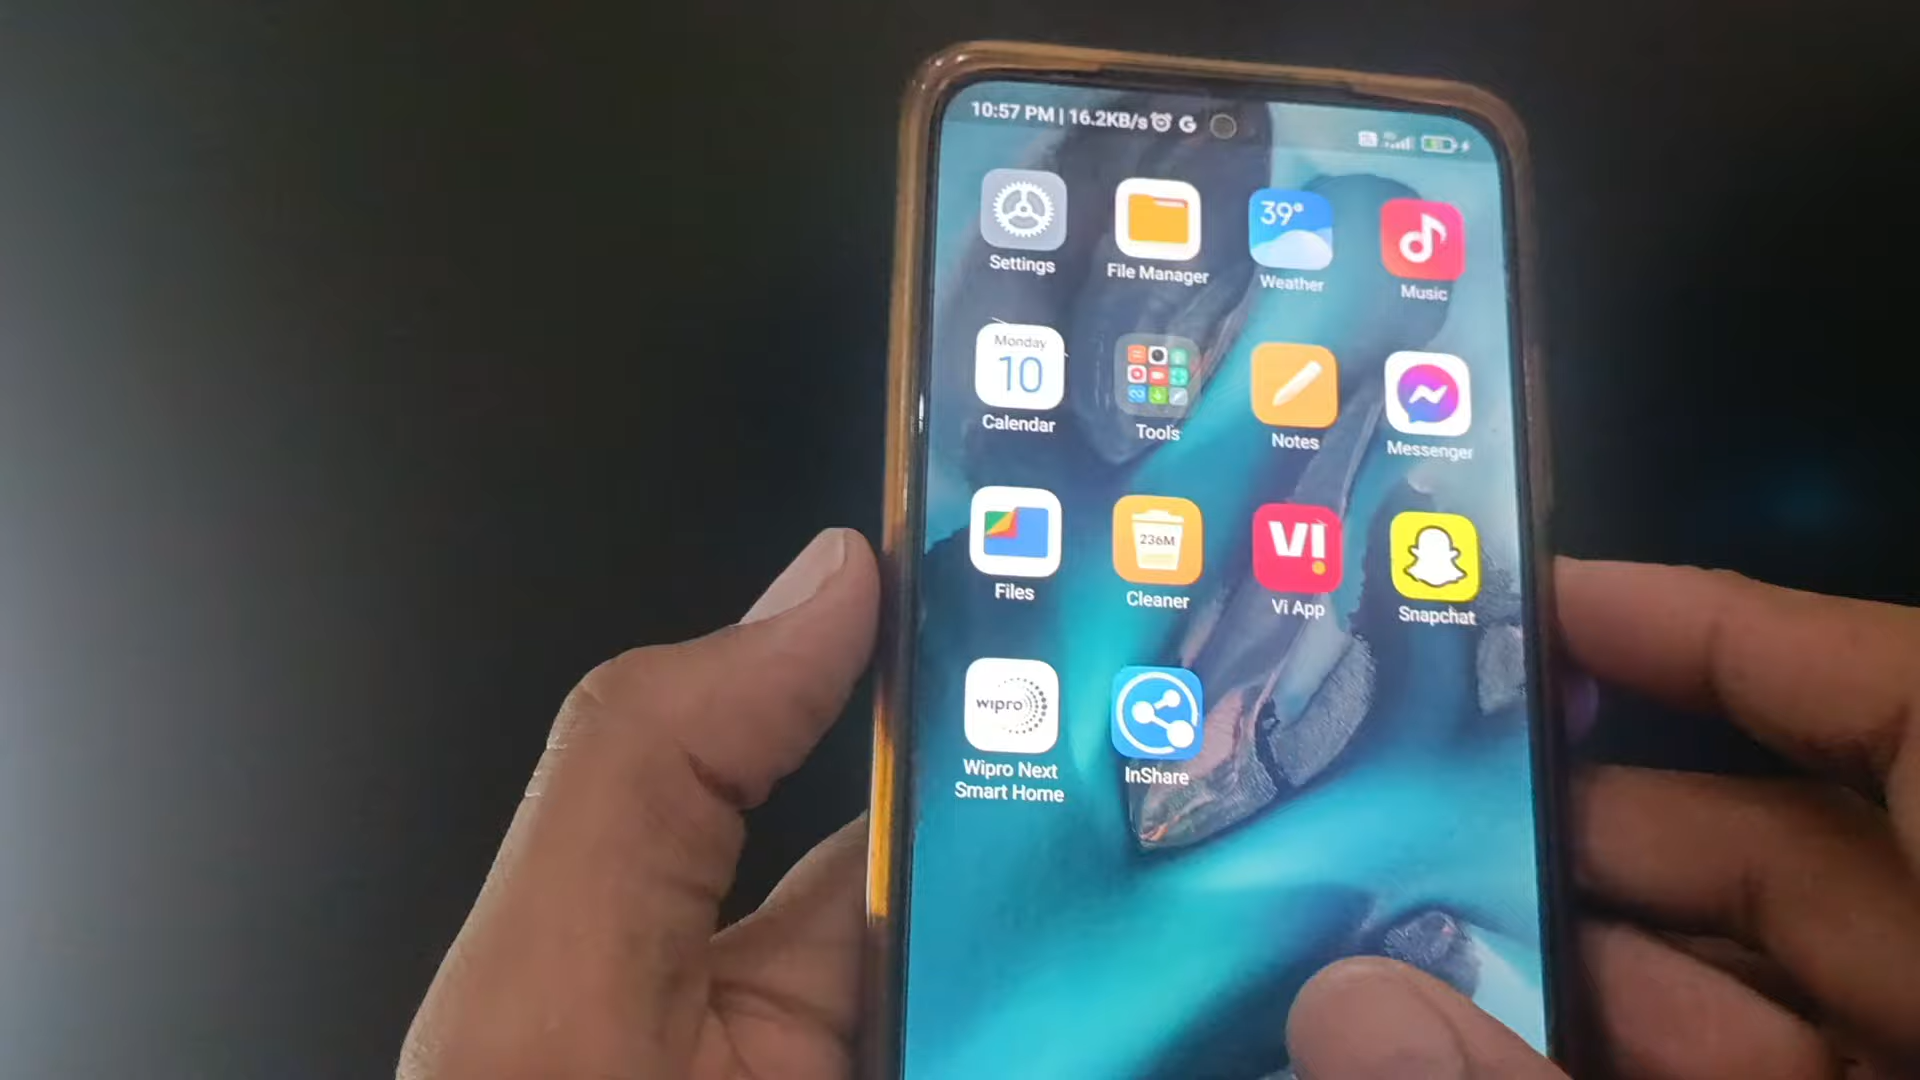 10:57 PM | 16.2KB/s G
39°
Settings
File Manager
Weather
Music
Monday
10
Calendar
Tools
Notes
Messenger
236M
VI
Files
Cleaner
Vi App
Snapchat
wipro
Wipro Next
Smart Home
InShare